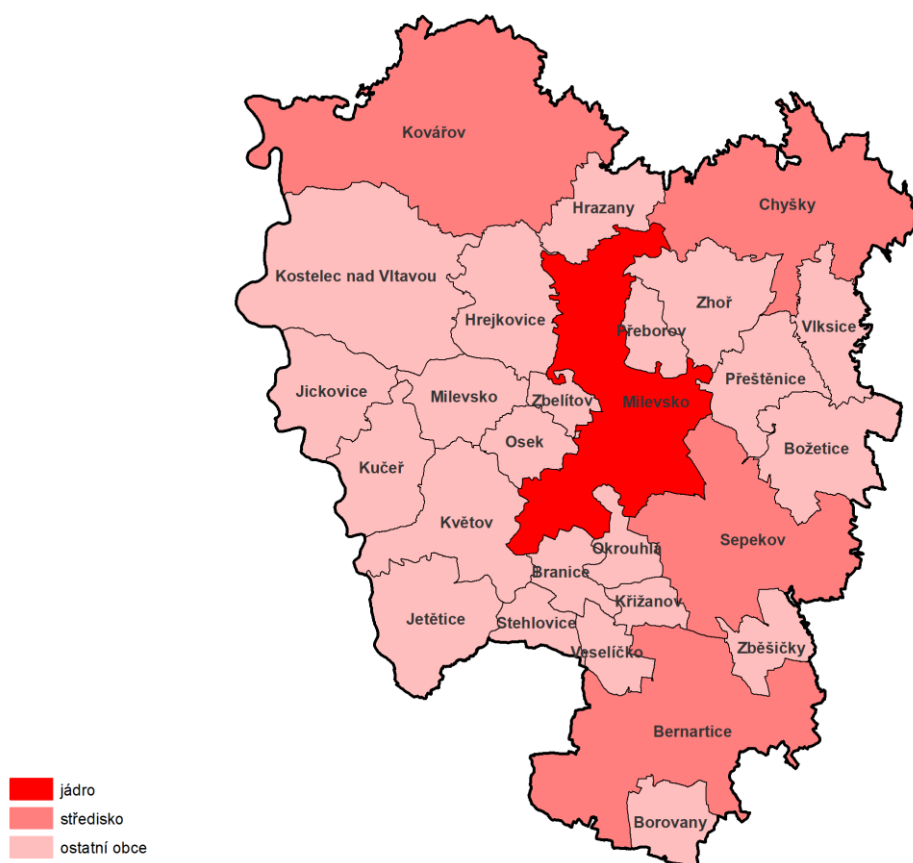 Kovářov
Hrazany
Chyšky
Kostelec nad Vltavou
Hrejkovice
Přeborov
Zhoř
Vlksice
Jickovice
Milevsko
Zbelítov
Milevsko
Přeštěnice
Osek
Božetice
Kučeř
Květov
Sepekov
Okrouhlá
Branice
Křižanov
Jetětice
Stehlovice
Veselíčko
Zběšičky
Bernartice
Borovany
jádro
středisko
ostatní obce